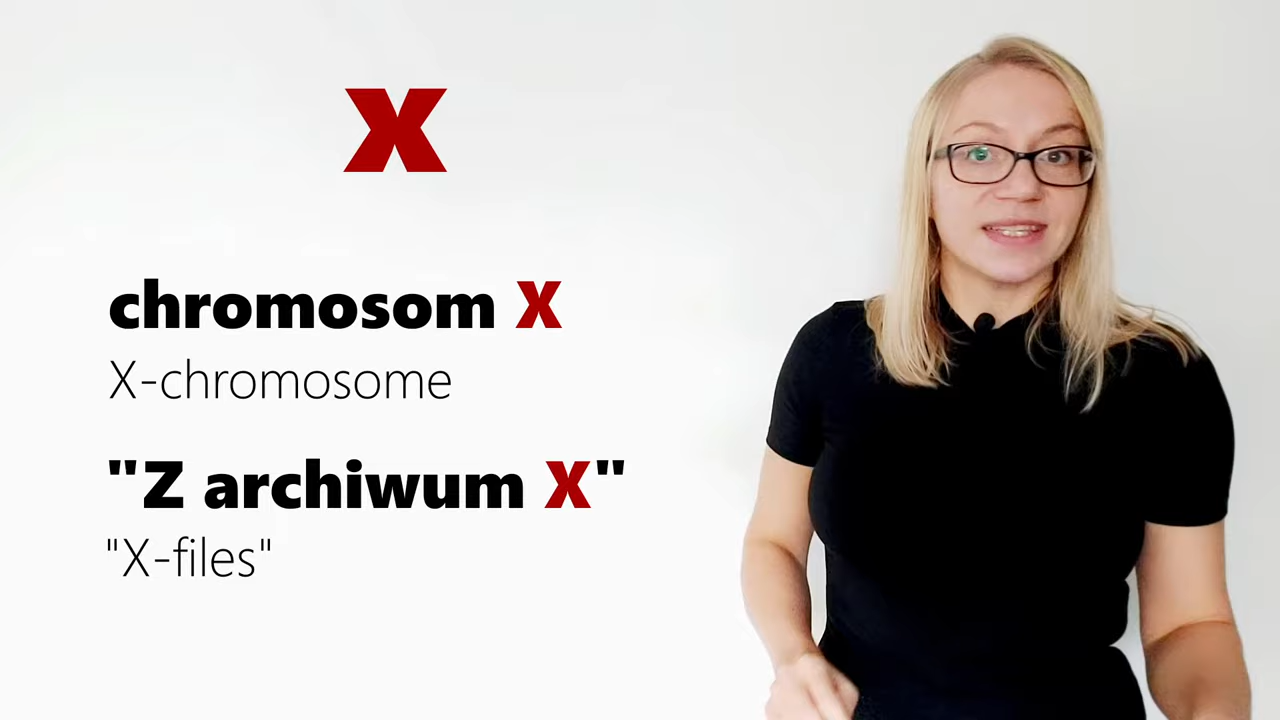 X
chromosom X
X-chromosome
"Z archiwum X"
"X-files"